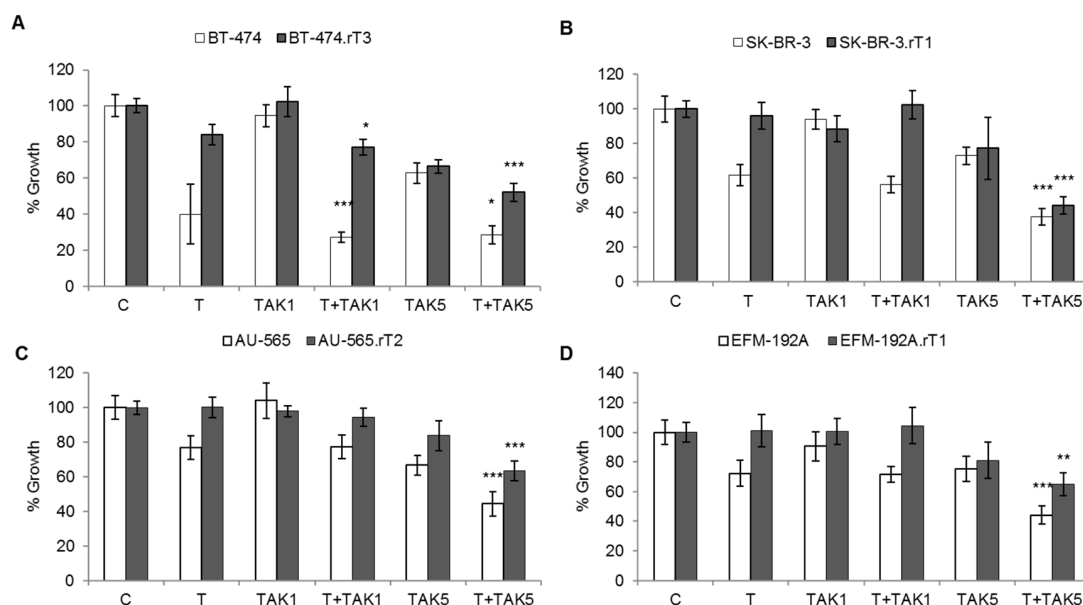 A
BT-474 BT-474.rT3
% Growth
120
100
80
60
40
20
0
***
*
*
***
C T TAK1 T+TAK1 TAK5 T+TAK5
B
SK-BR-3 SK-BR-3.rT1
% Growth
120
100
80
60
40
20
0
*** ***
C T TAK1 T+TAK1 TAK5 T+TAK5
C
AU-565 AU-565.rT2
% Growth
120
100
80
60
40
20
0
***
***
C T TAK1 T+TAK1 TAK5 T+TAK5
D
EFM-192A EFM-192A.rT1
% Growth
140
120
100
80
60
40
20
0
**
***
C T TAK1 T+TAK1 TAK5 T+TAK5